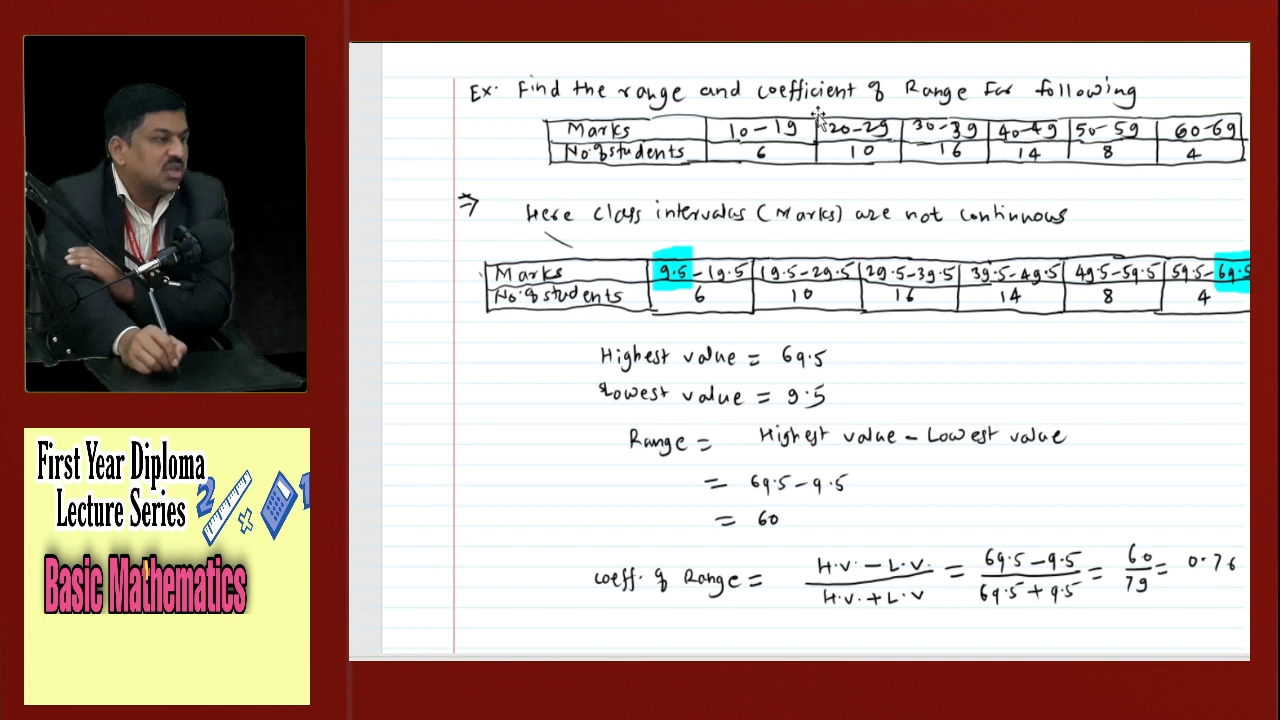 Ex. Find the range and coefficient of Range for following
Marks 10-19 20-29 30-39 40-49 50-59 60-69
No. of students 6 10 16 14 8 4
⇒ Here class intervalas (Marks) are not continuous
Marks 9.5-19.5 19.5-29.5 29.5-39.5 39.5-49.5 49.5-59.5 59.5-69.5
No. of students 6 10 16 14 8 4
Highest value = 69.5
Lowest value = 9.5
Range = Highest value - Lowest value
= 69.5-9.5
= 60
coeff. of Range = H.V. - L.V. / H.V. + L.V = 69.5-9.5 / 69.5+9.5 = 60 / 79 = 0.76
First Year Diploma
Lecture Series
Basic Mathematics